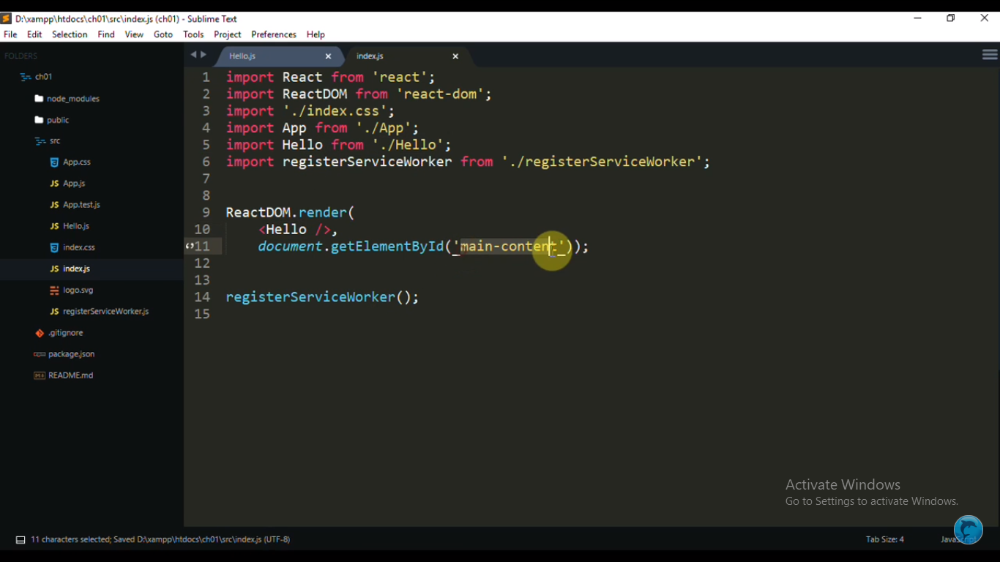 D:\xampp\htdocs\ch01\src\index.js (ch01) - Sublime Text
File Edit Selection Find View Goto Tools Project Preferences Help
FOLDERS
ch01
node_modules
public
src
App.css
App.js
App.test.js
Hello.js
index.css
index.js
logo.svg
registerServiceWorker.js
.gitignore
package.json
README.md
Hello.js index.js
1 import React from 'react';
2 import ReactDOM from 'react-dom';
3 import './index.css';
4 import App from './App';
5 import Hello from './Hello';
6 import registerServiceWorker from './registerServiceWorker';
7
8
9 ReactDOM.render(
10 <Hello />,
11 document.getElementById('main-content'));
12
13
14 registerServiceWorker();
15
Activate Windows
Go to Settings to activate Windows.
11 characters selected; Saved D:\xampp\htdocs\ch01\src\index.js (UTF-8)
Tab Size: 4